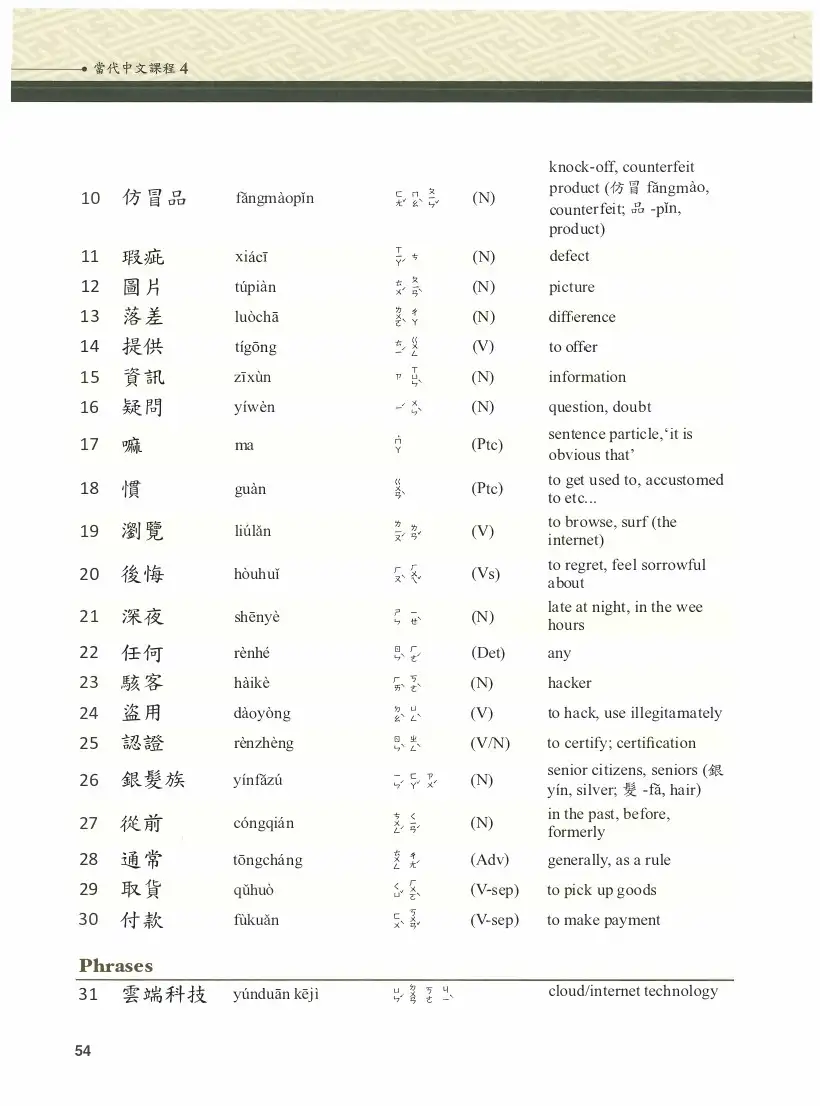 當代中文課程 4
10 仿冒品 fǎngmàopǐn ㄈㄤˇ ㄇㄠˋ ㄆㄧㄣˇ (N) knock-off, counterfeit
product (仿冒 fǎngmào,
counterfeit; 品 -pǐn,
product)
11 瑕疵 xiácī ㄒㄧㄚˊ ㄘ (N) defect
12 圖片 túpiàn ㄊㄨˊ ㄆㄧㄢˋ (N) picture
13 落差 luòchā ㄌㄨㄛˋ ㄔㄚ (N) difference
14 提供 tígōng ㄊㄧˊ ㄍㄨㄥ (V) to offer
15 資訊 zīxùn ㄗ ㄒㄩㄣˋ (N) information
16 疑問 yíwèn ㄧˊ ㄨㄣˋ (N) question, doubt
17 嘛 ma ˙ㄇㄚ (Ptc) sentence particle,‘it is
obvious that’
18 慣 guàn ㄍㄨㄢˋ (Ptc) to get used to, accustomed
to etc...
19 瀏覽 liúlǎn ㄌㄧㄡˊ ㄌㄢˇ (V) to browse, surf (the
internet)
20 後悔 hòuhuǐ ㄏㄡˋ ㄏㄨㄟˇ (Vs) to regret, feel sorrowful
about
21 深夜 shēnyè ㄕㄣ ㄧㄝˋ (N) late at night, in the wee
hours
22 任何 rènhé ㄖㄣˋ ㄏㄜˊ (Det) any
23 駭客 hàikè ㄏㄞˋ ㄎㄜˋ (N) hacker
24 盜用 dàoyòng ㄉㄠˋ ㄩㄥˋ (V) to hack, use illegitamately
25 認證 rènzhèng ㄖㄣˋ ㄓㄥˋ (V/N) to certify; certification
26 銀髮族 yínfǎzú ㄧㄣˊ ㄈㄚˇ ㄗㄨˊ (N) senior citizens, seniors (銀
yín, silver; 髮 -fǎ, hair)
27 從前 cóngqián ㄘㄨㄥˊ ㄑㄧㄢˊ (N) in the past, before,
formerly
28 通常 tōngcháng ㄊㄨㄥ ㄔㄤˊ (Adv) generally, as a rule
29 取貨 qǔhuò ㄑㄩˇ ㄏㄨㄛˋ (V-sep) to pick up goods
30 付款 fùkuǎn ㄈㄨˋ ㄎㄨㄢˇ (V-sep) to make payment
Phrases
31 雲端科技 yúnduān kējì ㄩㄣˊ ㄉㄨㄢ ㄎㄜ ㄐㄧˋ cloud/internet technology
54